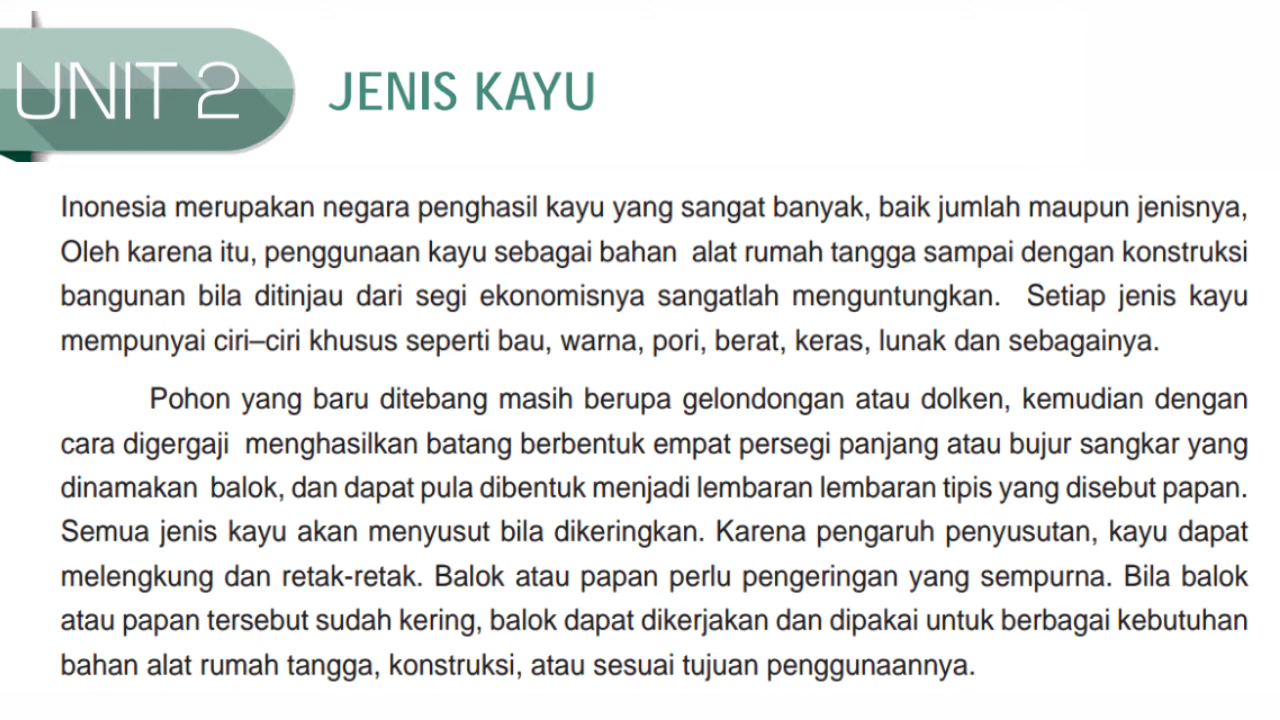 UNIT 2
JENIS KAYU
Inonesia merupakan negara penghasil kayu yang sangat banyak, baik jumlah maupun jenisnya,
Oleh karena itu, penggunaan kayu sebagai bahan alat rumah tangga sampai dengan konstruksi
bangunan bila ditinjau dari segi ekonomisnya sangatlah menguntungkan. Setiap jenis kayu
mempunyai ciri–ciri khusus seperti bau, warna, pori, berat, keras, lunak dan sebagainya.
Pohon yang baru ditebang masih berupa gelondongan atau dolken, kemudian dengan
cara digergaji menghasilkan batang berbentuk empat persegi panjang atau bujur sangkar yang
dinamakan balok, dan dapat pula dibentuk menjadi lembaran lembaran tipis yang disebut papan.
Semua jenis kayu akan menyusut bila dikeringkan. Karena pengaruh penyusutan, kayu dapat
melengkung dan retak-retak. Balok atau papan perlu pengeringan yang sempurna. Bila balok
atau papan tersebut sudah kering, balok dapat dikerjakan dan dipakai untuk berbagai kebutuhan
bahan alat rumah tangga, konstruksi, atau sesuai tujuan penggunaannya.